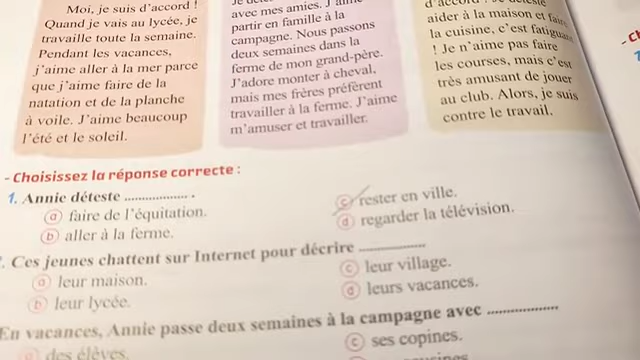 Moi, je suis d'accord !
Quand je vais au lycée, je
travaille toute la semaine.
Pendant les vacances,
j'aime aller à la mer parce
que j'aime faire de la
natation et de la planche
à voile. J'aime beaucoup
l'été et le soleil.
avec mes amies. J'aime
partir en famille à la
campagne. Nous passons
deux semaines dans la
ferme de mon grand-père.
J'adore monter à cheval,
mais mes frères préfèrent
travailler à la ferme. J'aime
m'amuser et travailler.
d'accord
aider à la maison et
la cuisine, c'est fatiguant
! Je n'aime pas faire
les courses, mais c'est
très amusant de jouer
au club. Alors, je suis
contre le travail.
- Choisissez la réponse correcte :
1. Annie déteste .................. .
a faire de l'équitation.
b aller à la ferme.
c rester en ville.
d regarder la télévision.
. Ces jeunes chattent sur Internet pour décrire ..................
a leur maison.
b leur lycée.
c leur village.
d leurs vacances.
En vacances, Annie passe deux semaines à la campagne avec ..................
a des élèves.
c ses copines.